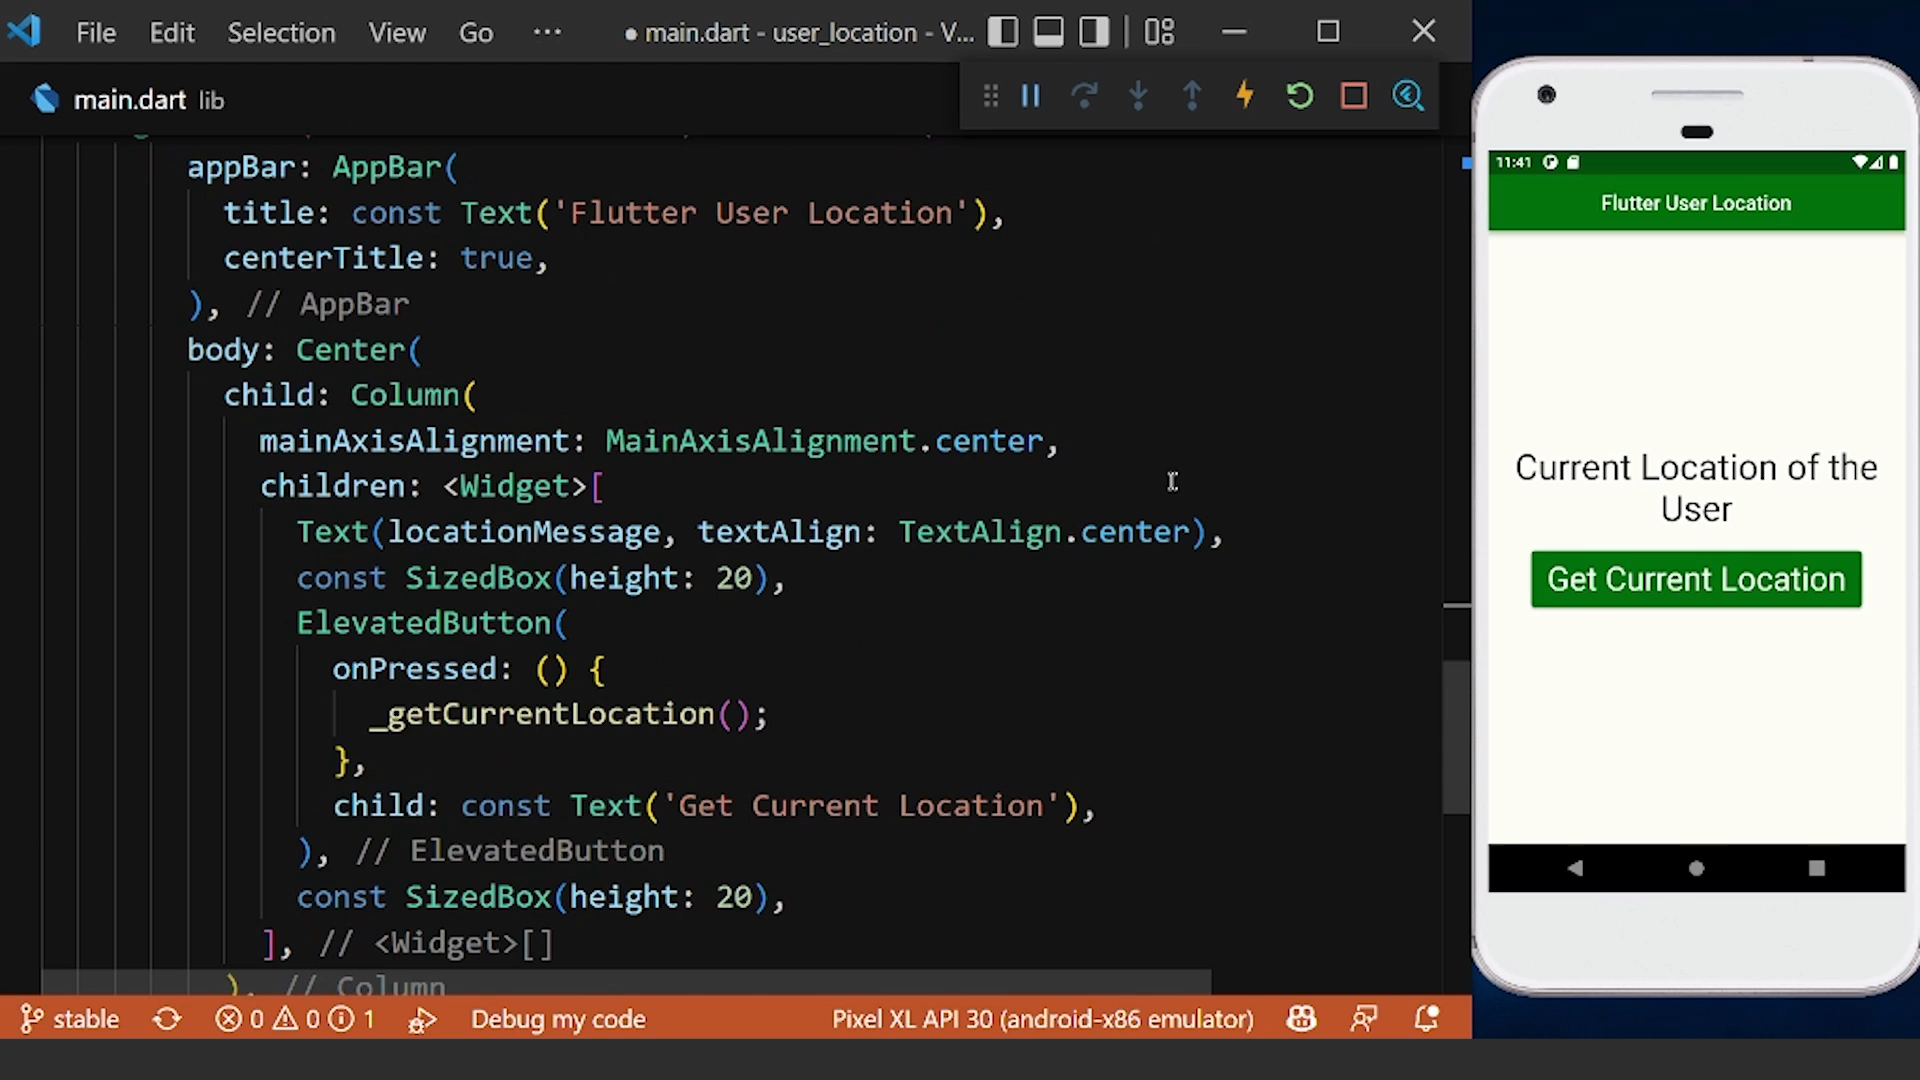 File Edit Selection View Go ··· ● main.dart - user_location - V...
main.dart lib
appBar: AppBar(
title: const Text('Flutter User Location'),
centerTitle: true,
), // AppBar
body: Center(
child: Column(
mainAxisAlignment: MainAxisAlignment.center,
children: <Widget>[
Text(locationMessage, textAlign: TextAlign.center),
const SizedBox(height: 20),
ElevatedButton(
onPressed: () {
_getCurrentLocation();
},
child: const Text('Get Current Location'),
), // ElevatedButton
const SizedBox(height: 20),
], // <Widget>[]
), // Column
stable 0 0 1 Debug my code Pixel XL API 30 (android-x86 emulator)
11:41
Flutter User Location
Current Location of the
User
Get Current Location